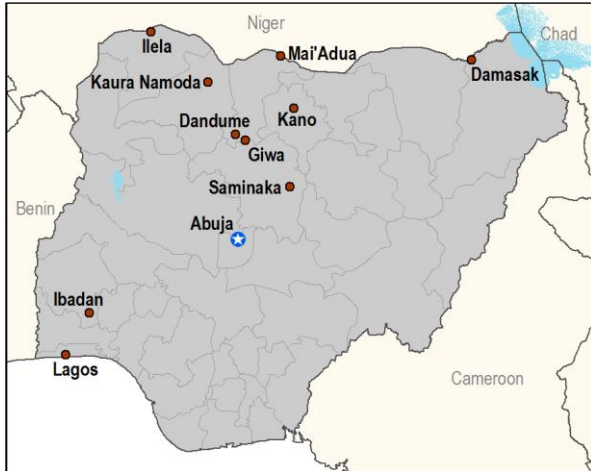 Niger
Chad
Ilela
Mai'Adua
Damasak
Kaura Namoda
Kano
Dandume
Giwa
Saminaka
Benin
Abuja
Ibadan
Lagos
Cameroon